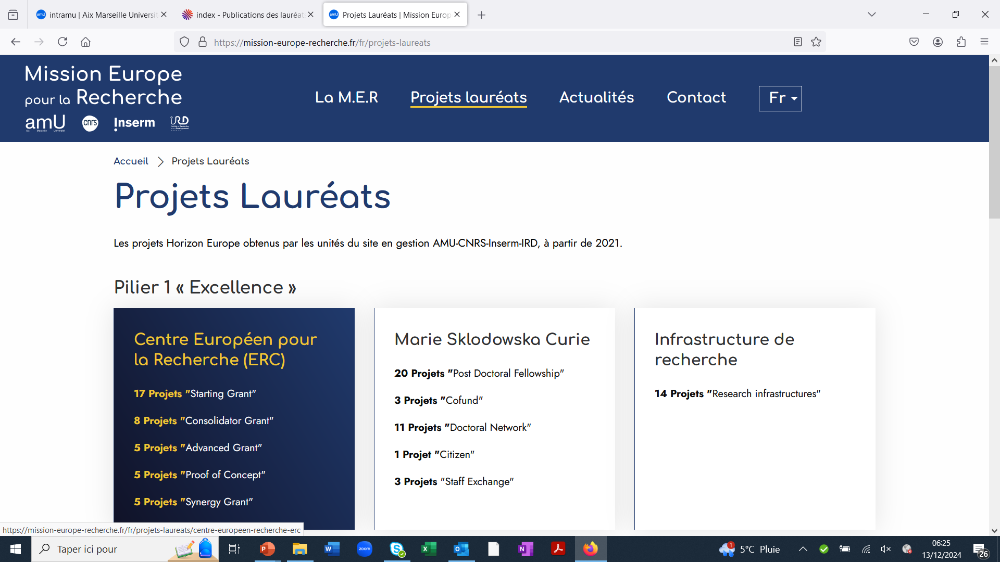 intramu | Aix Marseille Universit
index - Publications des lauréat
Projets Lauréats | Mission Europ
https://mission-europe-recherche.fr/fr/projets-laureats
Mission Europe
pour la Recherche
amU
cnrs
Inserm
IRD
La M.E.R
Projets lauréats
Actualités
Contact
Fr
Accueil
Projets Lauréats
Projets Lauréats
Les projets Horizon Europe obtenus par les unités du site en gestion AMU-CNRS-Inserm-IRD, à partir de 2021.
Pilier 1 « Excellence »
Centre Européen pour
la Recherche (ERC)
17 Projets "Starting Grant"
8 Projets "Consolidator Grant"
5 Projets "Advanced Grant"
5 Projets "Proof of Concept"
5 Projets "Synergy Grant"
Marie Sklodowska Curie
20 Projets "Post Doctoral Fellowship"
3 Projets "Cofund"
11 Projets "Doctoral Network"
1 Projet "Citizen"
3 Projets "Staff Exchange"
Infrastructure de
recherche
14 Projets "Research infrastructures"
https://mission-europe-recherche.fr/fr/projets-laureats/centre-europeen-recherche-erc
Taper ici pour
zoom
1
5°C Pluie
06:25
13/12/2024
26